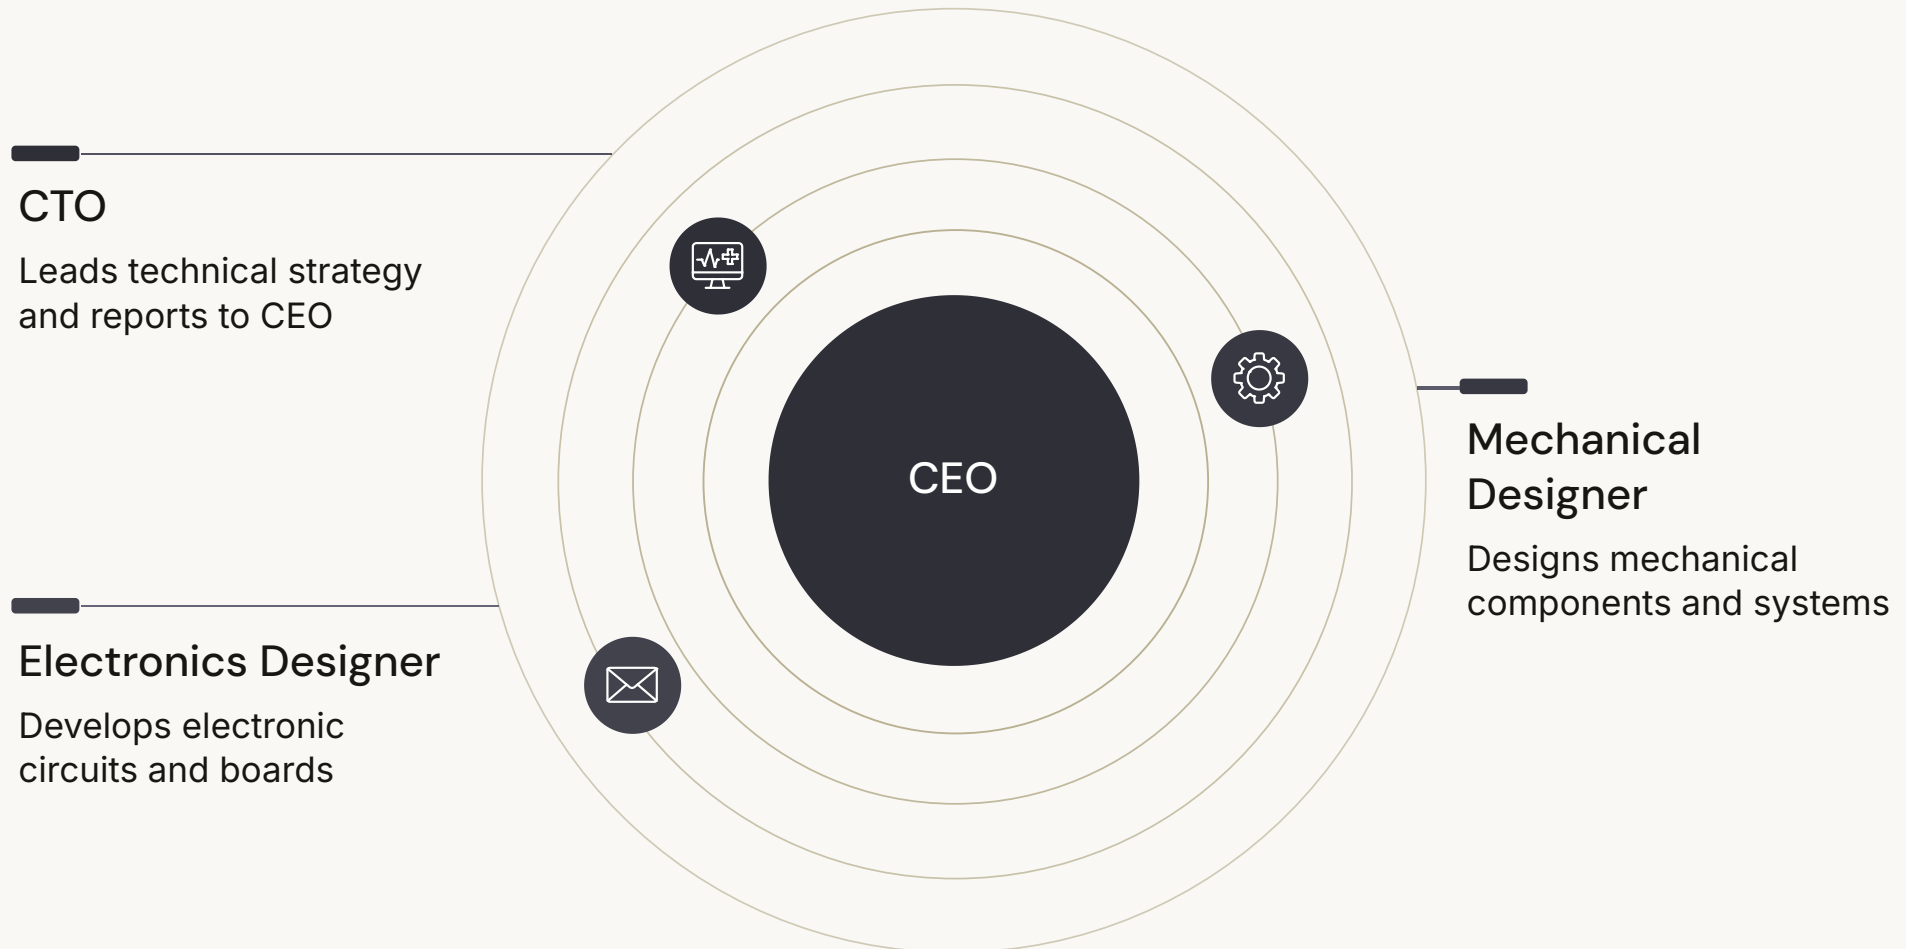 CTO
Leads technical strategy
and reports to CEO
CEO
Mechanical
Designer
Designs mechanical
components and systems
Electronics Designer
Develops electronic
circuits and boards